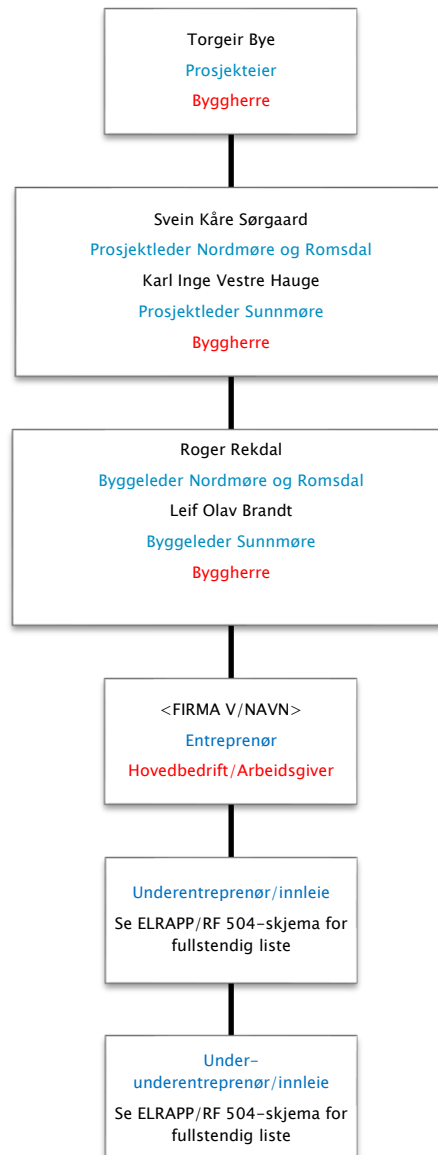 Torgeir Bye
Prosjekteier
Byggherre
Svein Kåre Sørgaard
Prosjektleder Nordmøre og Romsdal
Karl Inge Vestre Hauge
Prosjektleder Sunnmøre
Byggherre
Roger Rekdal
Byggeleder Nordmøre og Romsdal
Leif Olav Brandt
Byggeleder Sunnmøre
Byggherre
<FIRMA V/NAVN>
Entreprenør
Hovedbedrift/Arbeidsgiver
Underentreprenør/innleie
Se ELRAPP/RF 504-skjema for
fullstendig liste
Under-
underentreprenør/innleie
Se ELRAPP/RF 504-skjema for
fullstendig liste